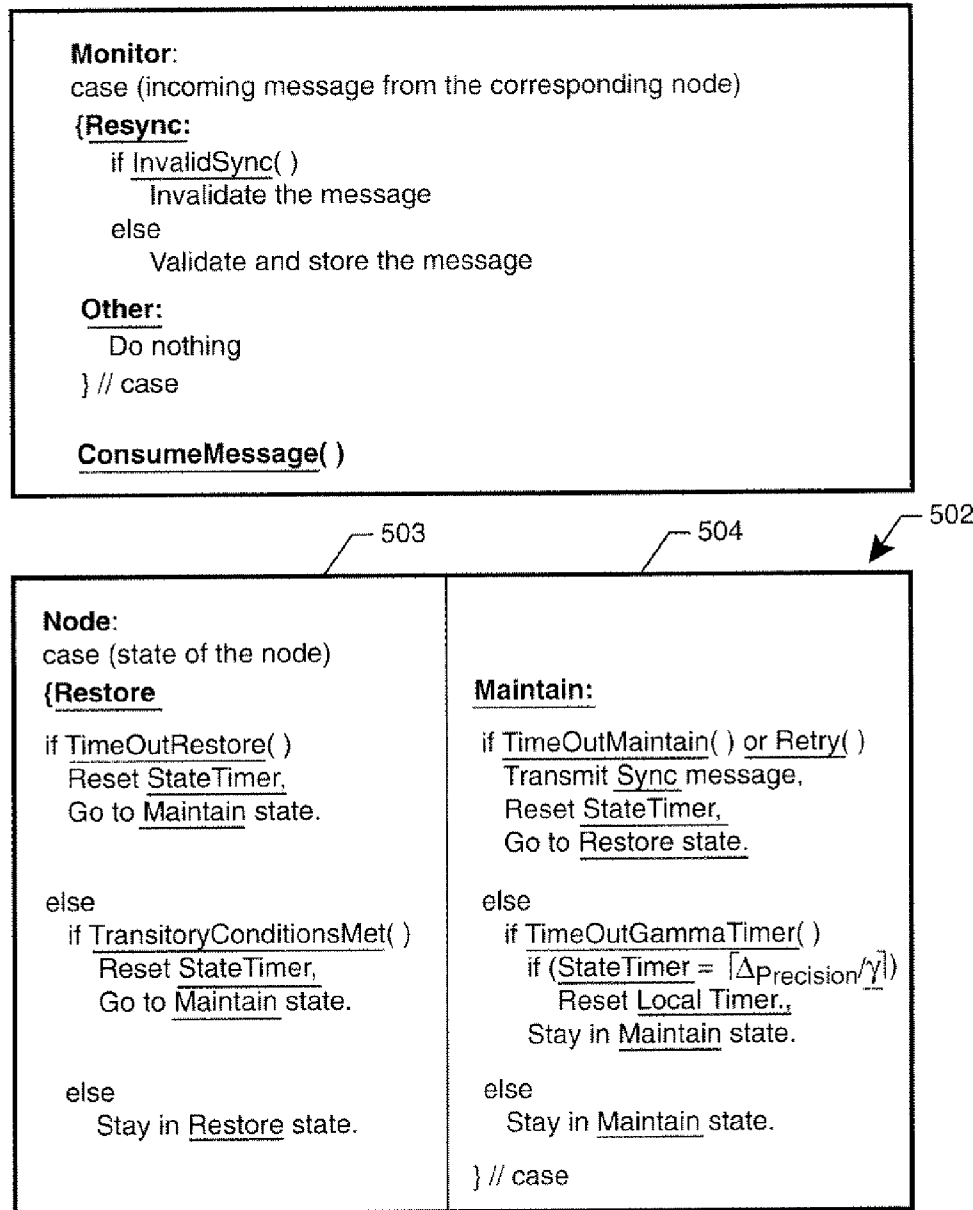 Monitor:
case (incoming message from the corresponding node)
{Resync:
if InvalidSync( )
Invalidate the message
else
Validate and store the message
Other:
Do nothing
} // case
ConsumeMessage( )
503
504
502
Node:
case (state of the node)
{Restore
if TimeOutRestore( )
Reset StateTimer,
Go to Maintain state.
else
if TransitoryConditionsMet( )
Reset StateTimer,
Go to Maintain state.
else
Stay in Restore state.
Maintain:
if TimeOutMaintain( ) or Retry( )
Transmit Sync message,
Reset StateTimer,
Go to Restore state.
else
if TimeOutGammaTimer( )
if (StateTimer = ⌈ΔPrecision/γ⌉)
Reset Local Timer.,
Stay in Maintain state.
else
Stay in Maintain state.
} // case